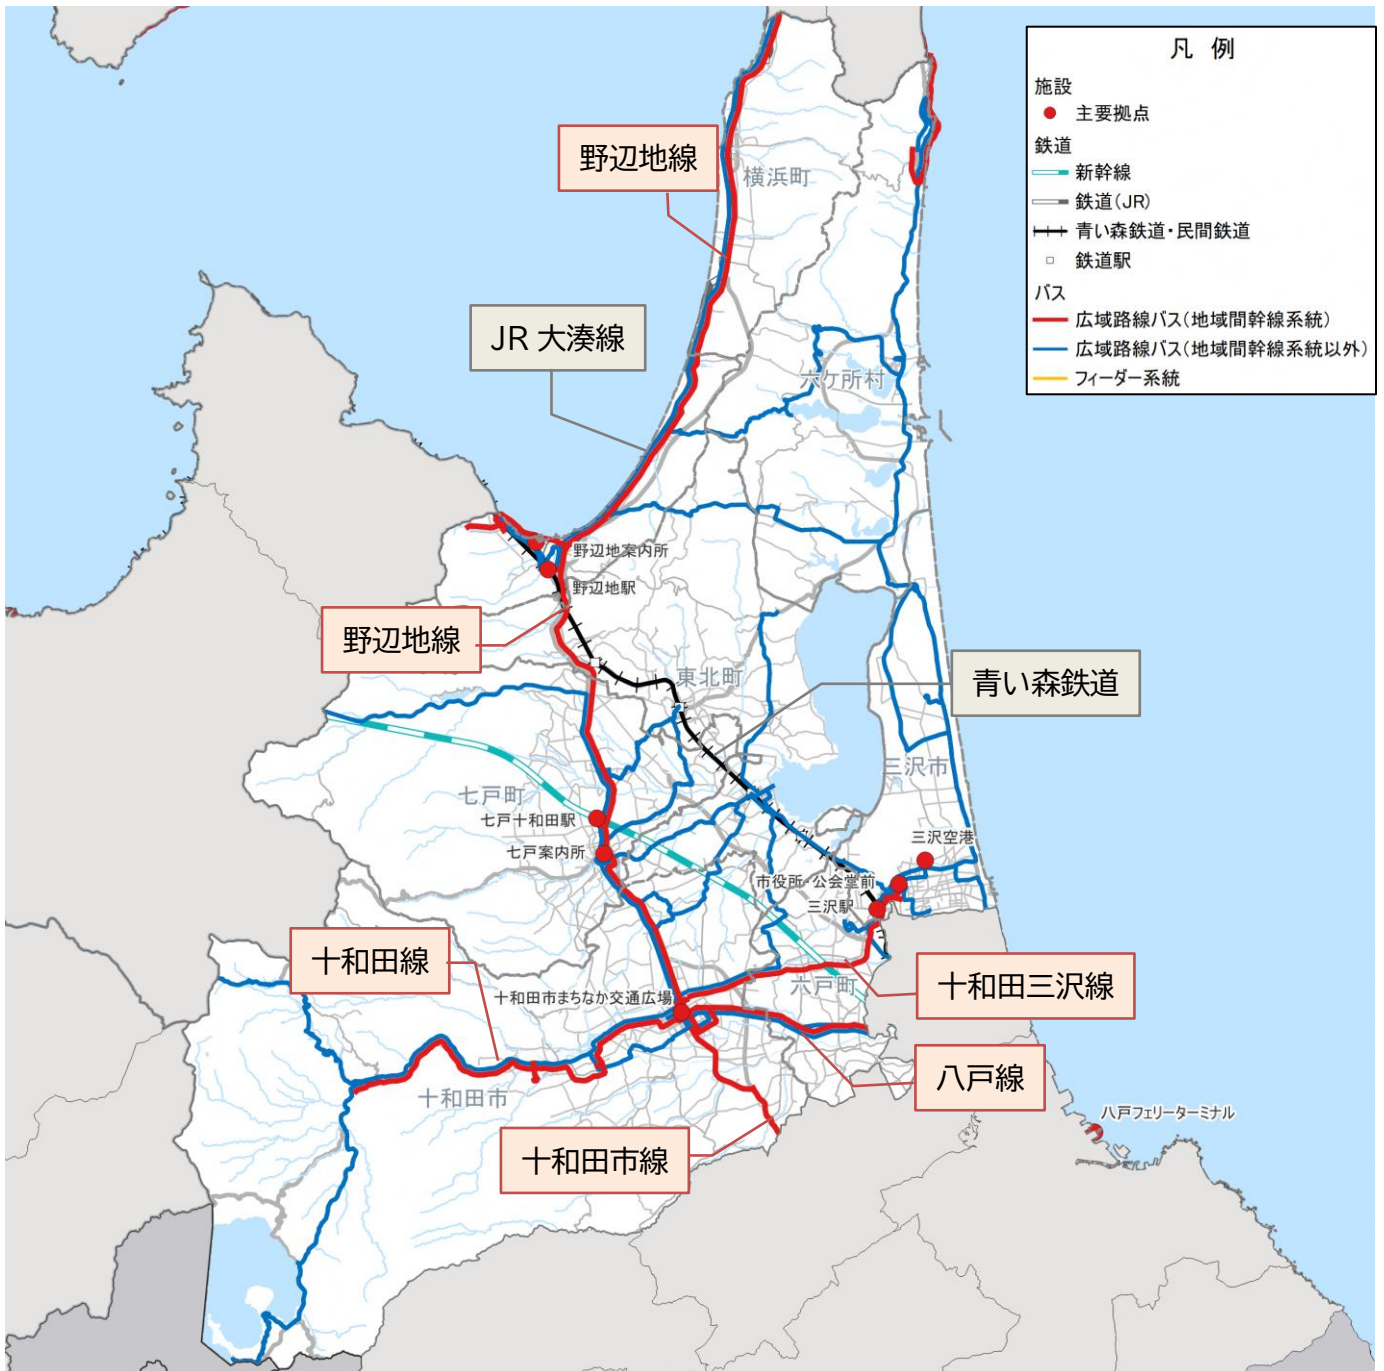 凡 例
施設
主要拠点
鉄道
新幹線
鉄道(JR)
青い森鉄道・民間鉄道
鉄道駅
バス
広域路線バス(地域間幹線系統)
広域路線バス(地域間幹線系統以外)
フィーダー系統
野辺地線
横浜町
JR 大湊線
六ケ所村
野辺地案内所
野辺地駅
野辺地線
東北町
青い森鉄道
三沢市
七戸町
七戸十和田駅
七戸案内所
三沢空港
市役所・公会堂前
三沢駅
十和田線
十和田三沢線
六戸町
十和田市まちなか交通広場
八戸線
十和田市
八戸フェリーターミナル
十和田市線